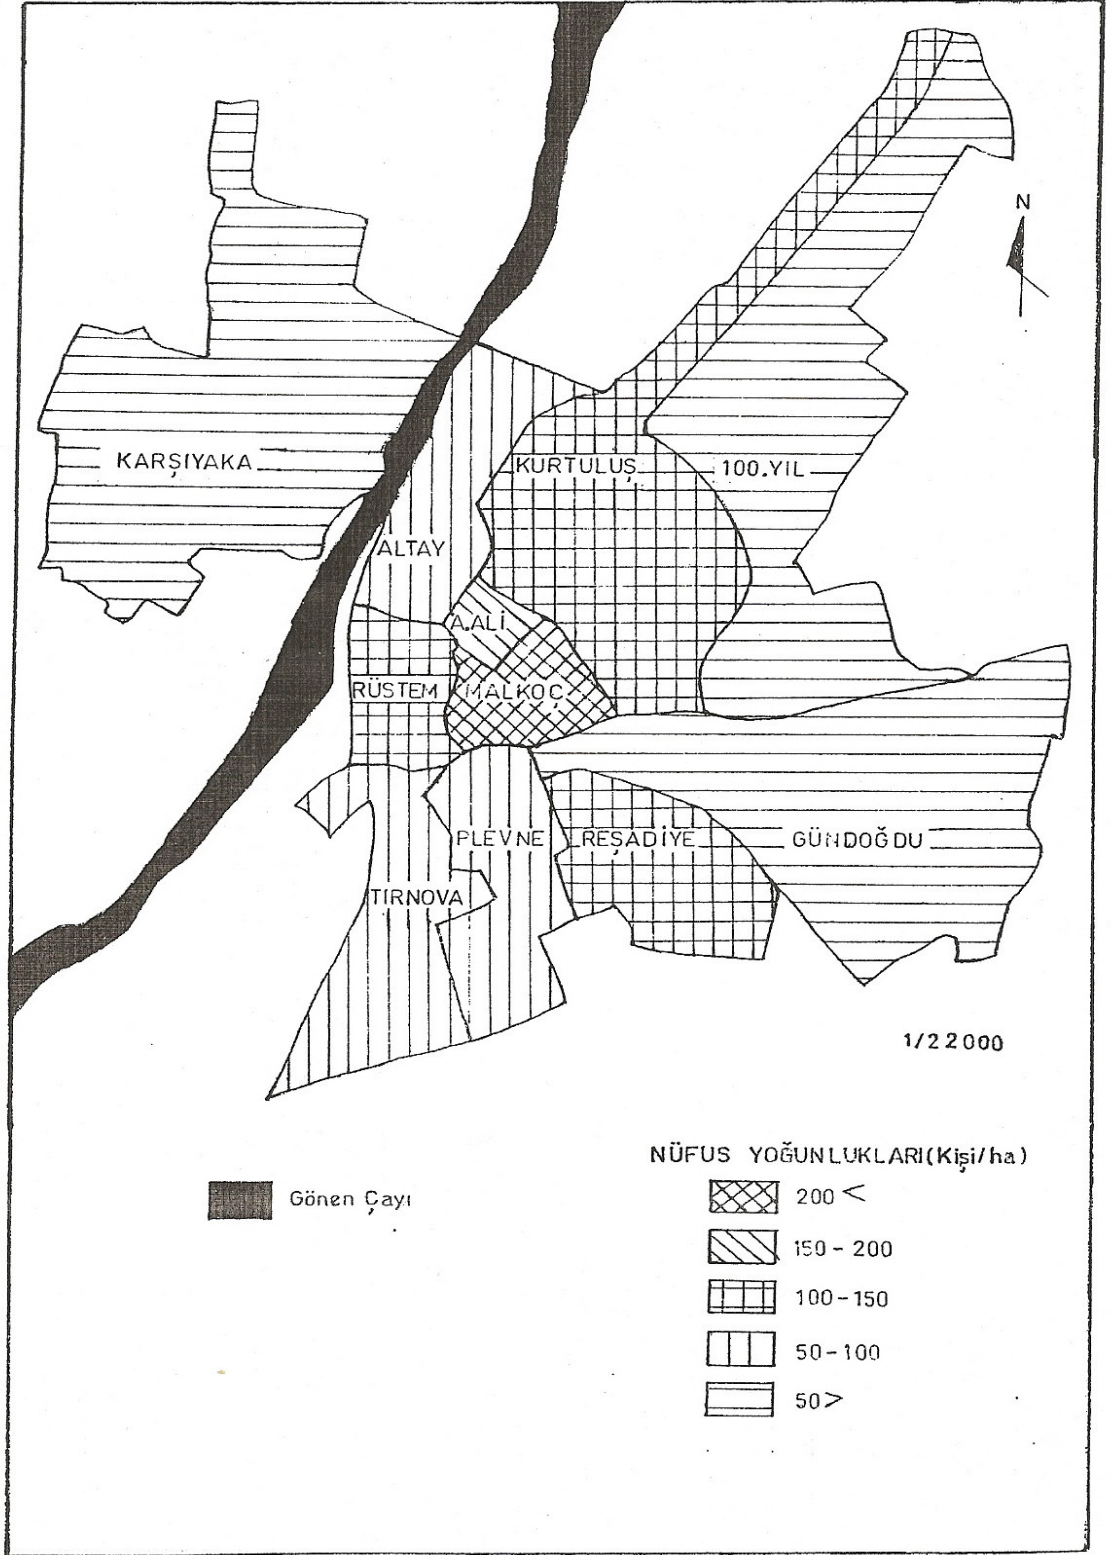 N
KARŞIYAKA
KURTULUŞ
100.YIL
ALTAY
A.ALİ
RÜSTEM
MALKOÇ
PLEVNE
REŞADİYE
GÜNDOĞDU
TIRNOVA
1/22000
NÜFUS YOĞUNLUKLARI(Kişi/ha)
Gönen Çayı
200 <
150 - 200
100-150
50-100
50>